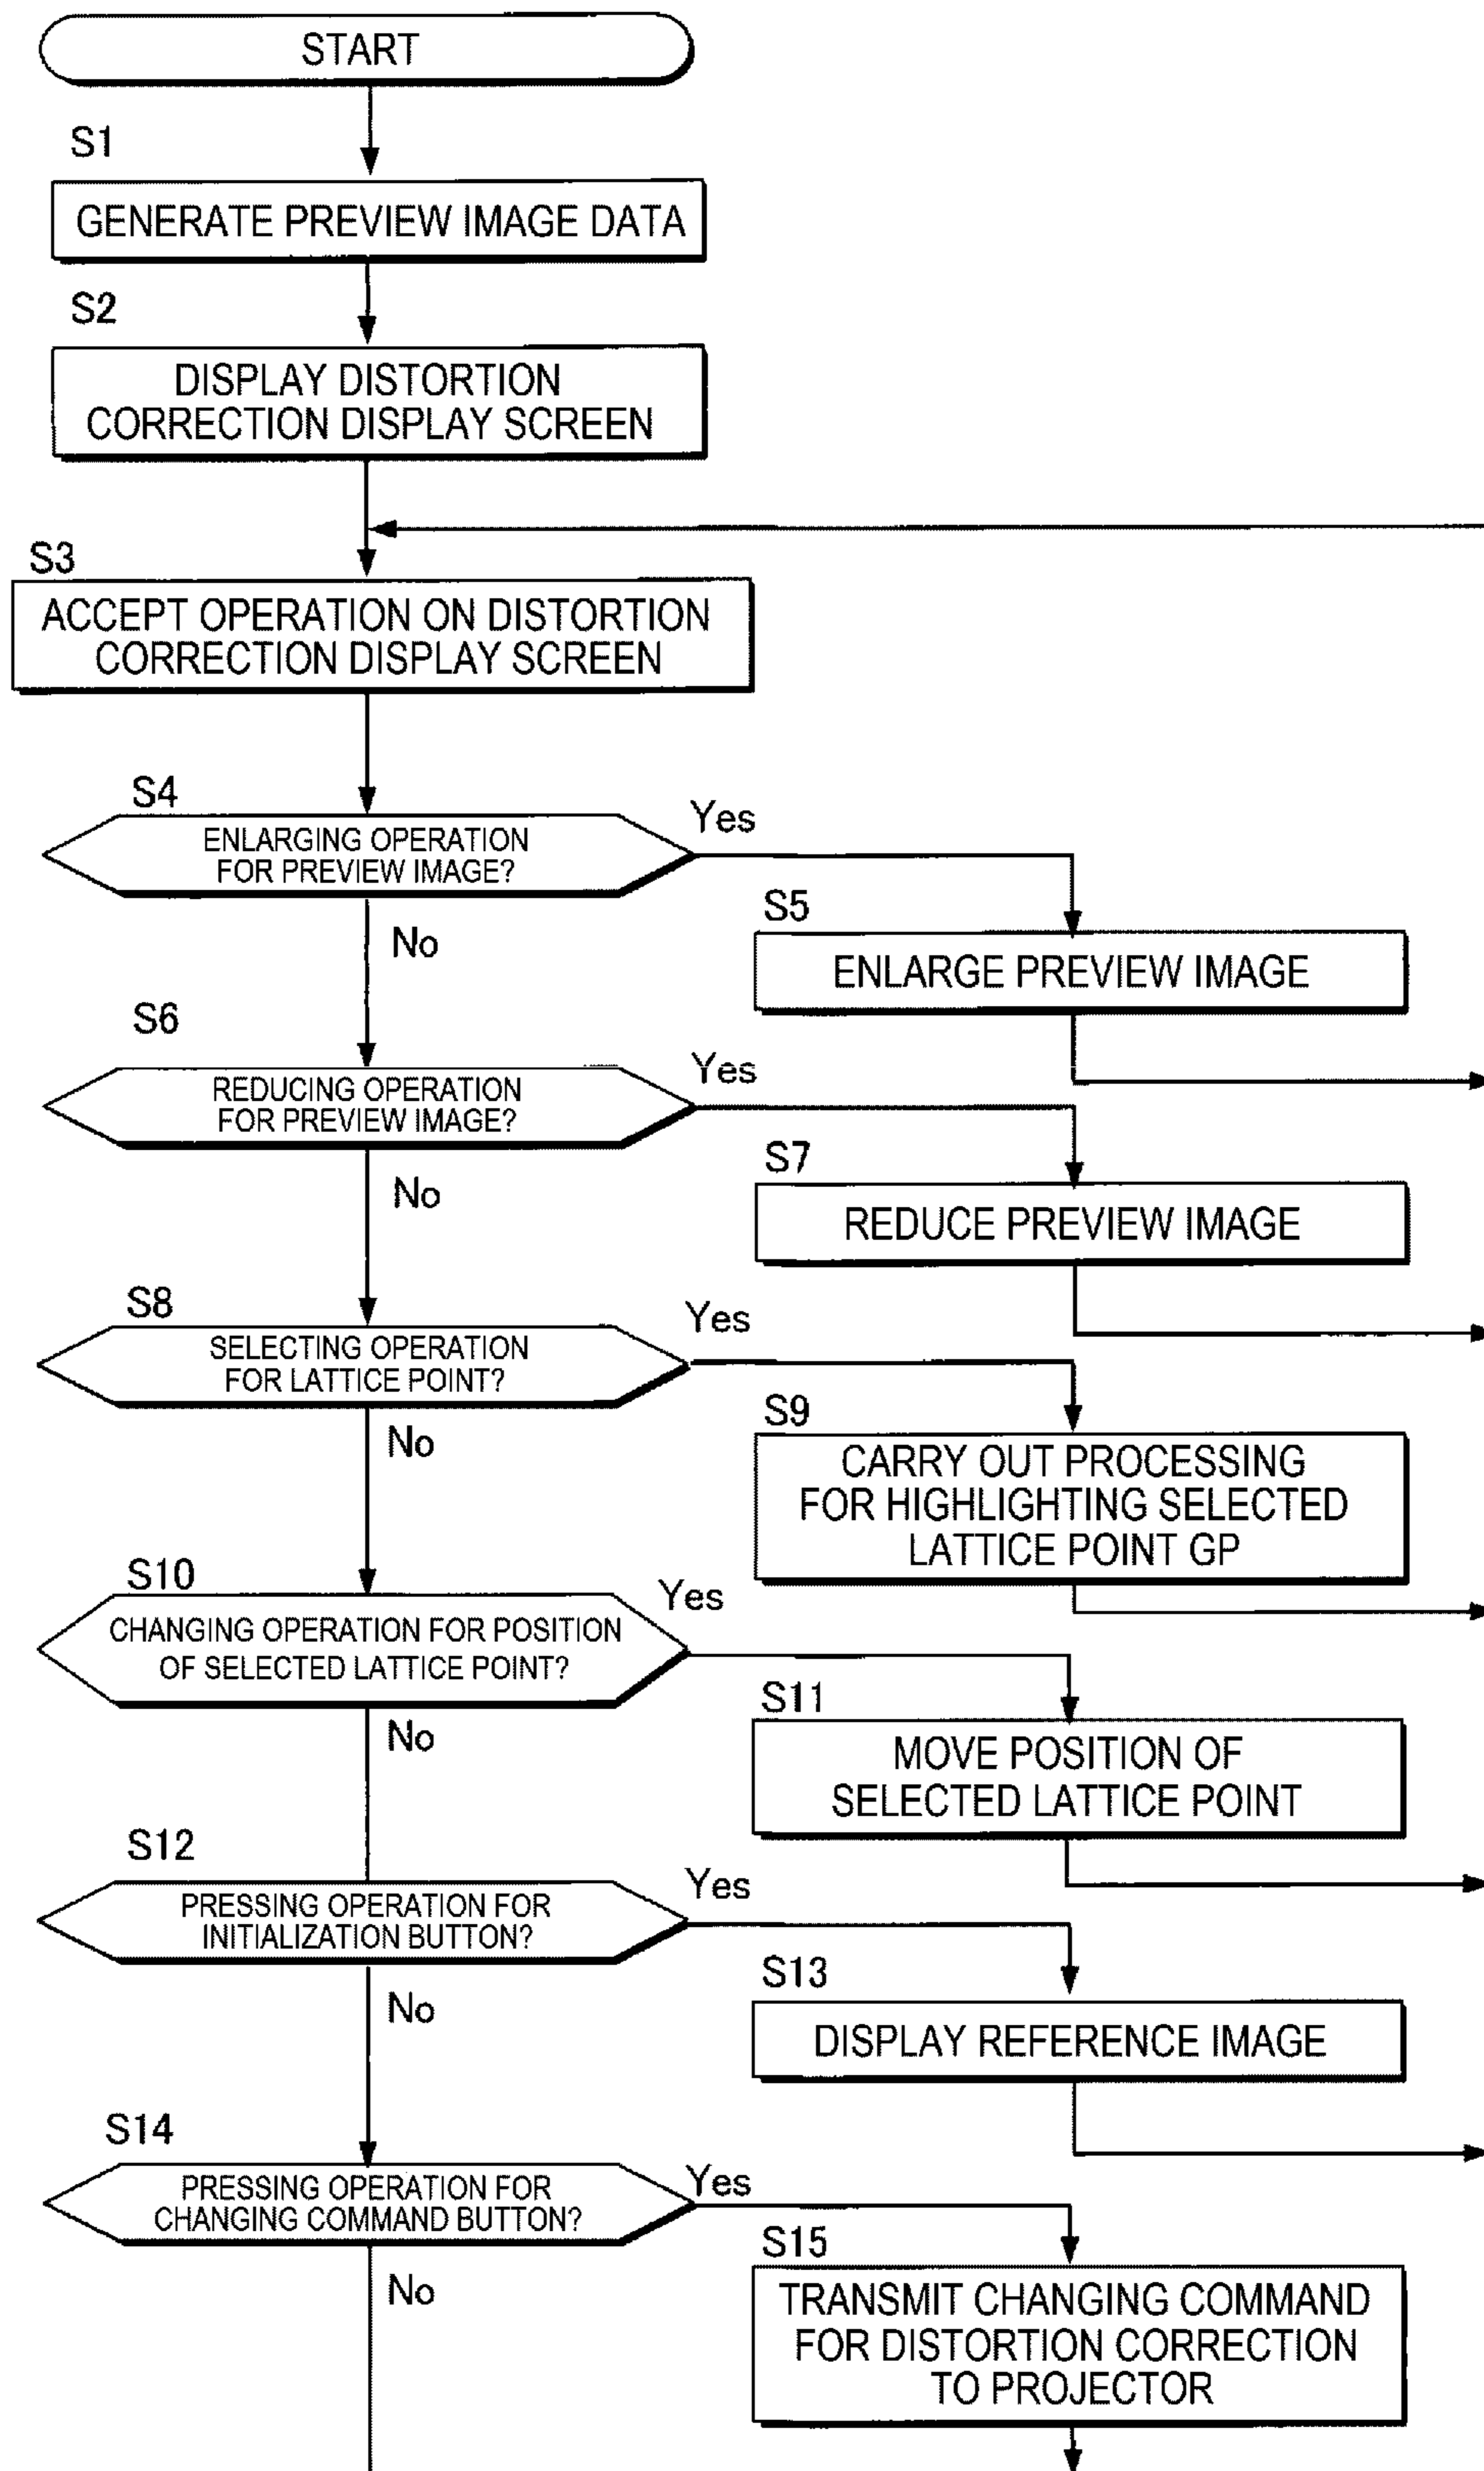 START
S1
GENERATE PREVIEW IMAGE DATA
S2
DISPLAY DISTORTION
CORRECTION DISPLAY SCREEN
S3
ACCEPT OPERATION ON DISTORTION
CORRECTION DISPLAY SCREEN
S4
ENLARGING OPERATION
FOR PREVIEW IMAGE?
Yes
No
S5
ENLARGE PREVIEW IMAGE
S6
REDUCING OPERATION
FOR PREVIEW IMAGE?
Yes
No
S7
REDUCE PREVIEW IMAGE
S8
SELECTING OPERATION
FOR LATTICE POINT?
Yes
No
S9
CARRY OUT PROCESSING
FOR HIGHLIGHTING SELECTED
LATTICE POINT GP
S10
CHANGING OPERATION FOR POSITION
OF SELECTED LATTICE POINT?
Yes
No
S11
MOVE POSITION OF
SELECTED LATTICE POINT
S12
PRESSING OPERATION FOR
INITIALIZATION BUTTON?
Yes
No
S13
DISPLAY REFERENCE IMAGE
S14
PRESSING OPERATION FOR
CHANGING COMMAND BUTTON?
Yes
No
S15
TRANSMIT CHANGING COMMAND
FOR DISTORTION CORRECTION
TO PROJECTOR